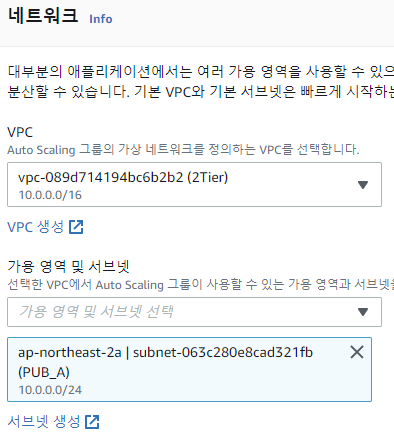 네트워크 Info
대부분의 애플리케이션에서는 여러 가용 영역을 사용할 수 있으
분산할 수 있습니다. 기본 VPC와 기본 서브넷은 빠르게 시작하는
VPC
Auto Scaling 그룹의 가상 네트워크를 정의하는 VPC를 선택합니다.
vpc-089d714194bc6b2b2 (2Tier)
10.0.0.0/16
VPC 생성
가용 영역 및 서브넷
선택한 VPC에서 Auto Scaling 그룹이 사용할 수 있는 가용 영역과 서브넷을
가용 영역 및 서브넷 선택
ap-northeast-2a | subnet-063c280e8cad321fb
(PUB_A)
10.0.0.0/24
서브넷 생성